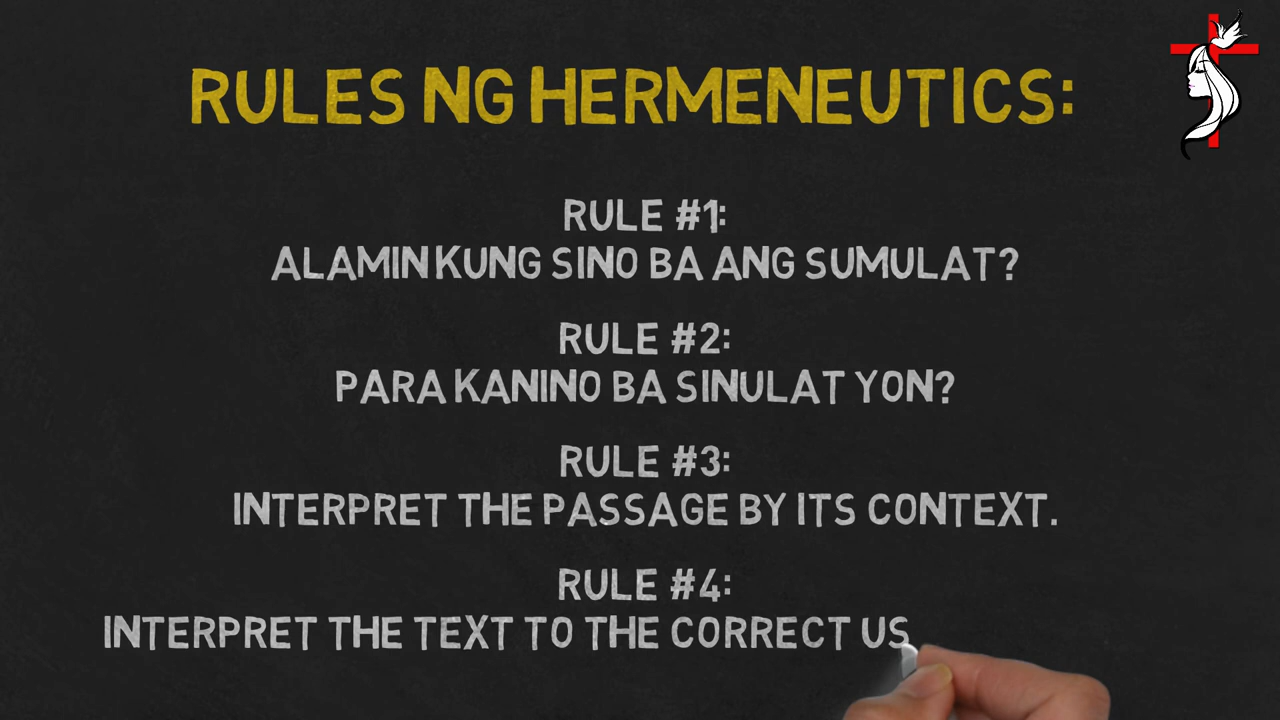 RULES NG HERMENEUTICS:
RULE #1:
ALAMIN KUNG SINO BA ANG SUMULAT?
RULE #2:
PARA KANINO BA SINULAT YON?
RULE #3:
INTERPRET THE PASSAGE BY ITS CONTEXT.
RULE #4:
INTERPRET THE TEXT TO THE CORRECT US